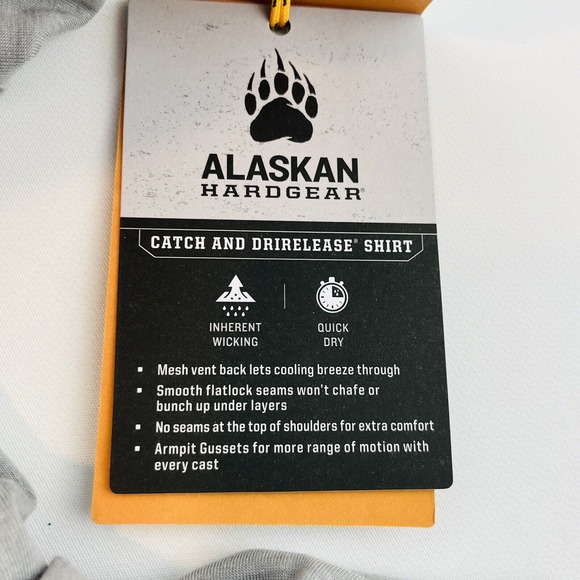 ALASKAN
HARDGEAR®
CATCH AND DRIRELEASE® SHIRT
INHERENT
WICKING
QUICK
DRY
▪ Mesh vent back lets cooling breeze through
▪ Smooth flatlock seams won't chafe or
bunch up under layers
▪ No seams at the top of shoulders for extra comfort
▪ Armpit Gussets for more range of motion with
every cast